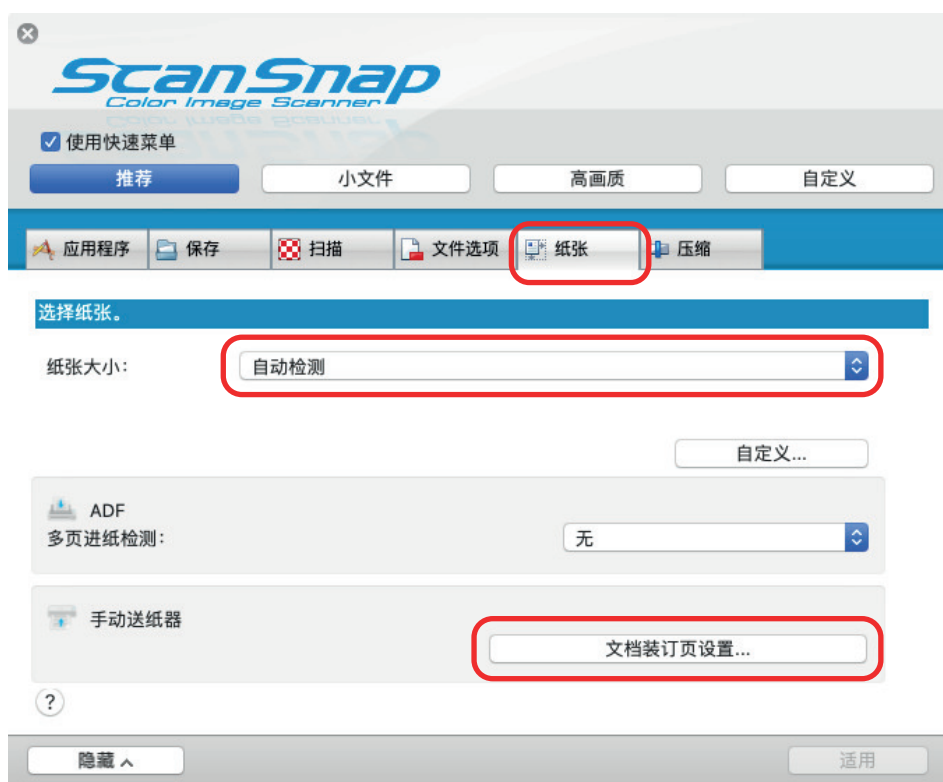 ScanSnap
Color Image Scanner
使用快速菜单
推荐 小文件 高画质 自定义
应用程序 保存 扫描 文件选项 纸张 压缩
选择纸张。
纸张大小: 自动检测
自定义...
ADF
多页进纸检测: 无
手动送纸器
文档装订页设置...
?
隐藏 适用